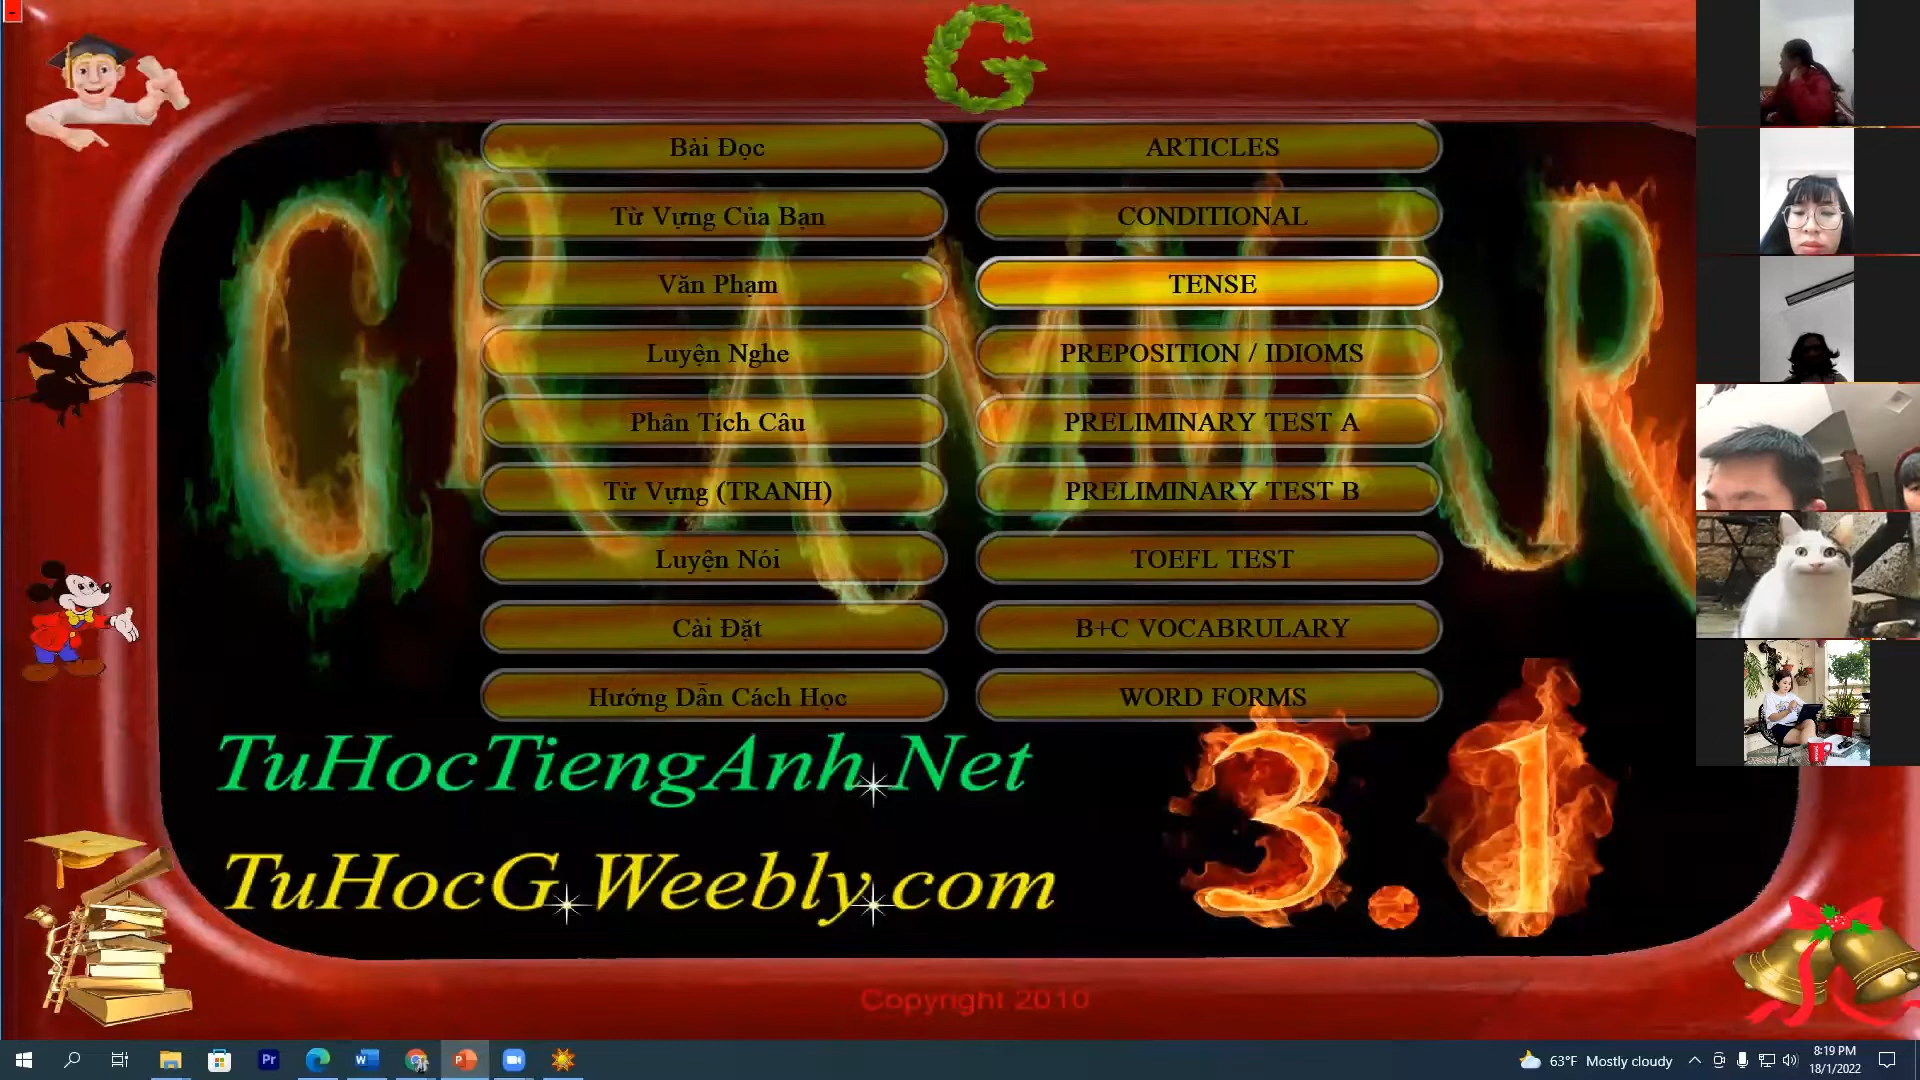 G
GRAMMAR
Bài Đọc
Từ Vựng Của Bạn
Văn Phạm
Luyện Nghe
Phân Tích Câu
Từ Vựng (TRANH)
Luyện Nói
Cài Đặt
Hướng Dẫn Cách Học
ARTICLES
CONDITIONAL
TENSE
PREPOSITION / IDIOMS
PRELIMINARY TEST A
PRELIMINARY TEST B
TOEFL TEST
B+C VOCABRULARY
WORD FORMS
TuHocTiengAnh.Net
TuHocG.Weebly.com
3.1
Copyright 2010
Pr
W
P
63°F Mostly cloudy
8:19 PM
18/1/2022